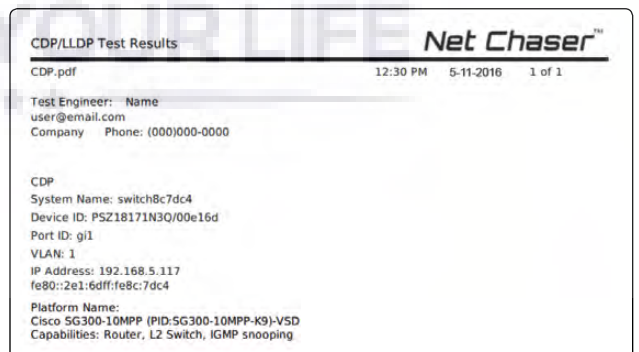 YOUR LIFE
CDP/LLDP Test Results
Net Chaser™
CDP.pdf 12:30 PM 5-11-2016 1 of 1
Test Engineer: Name
user@email.com
Company Phone: (000)000-0000
CDP
System Name: switch8c7dc4
Device ID: PSZ18171N3Q/00e16d
Port ID: gi1
VLAN: 1
IP Address: 192.168.5.117
fe80::2e1:6dff:fe8c:7dc4
Platform Name:
Cisco SG300-10MPP (PID:SG300-10MPP-K9)-VSD
Capabilities: Router, L2 Switch, IGMP snooping